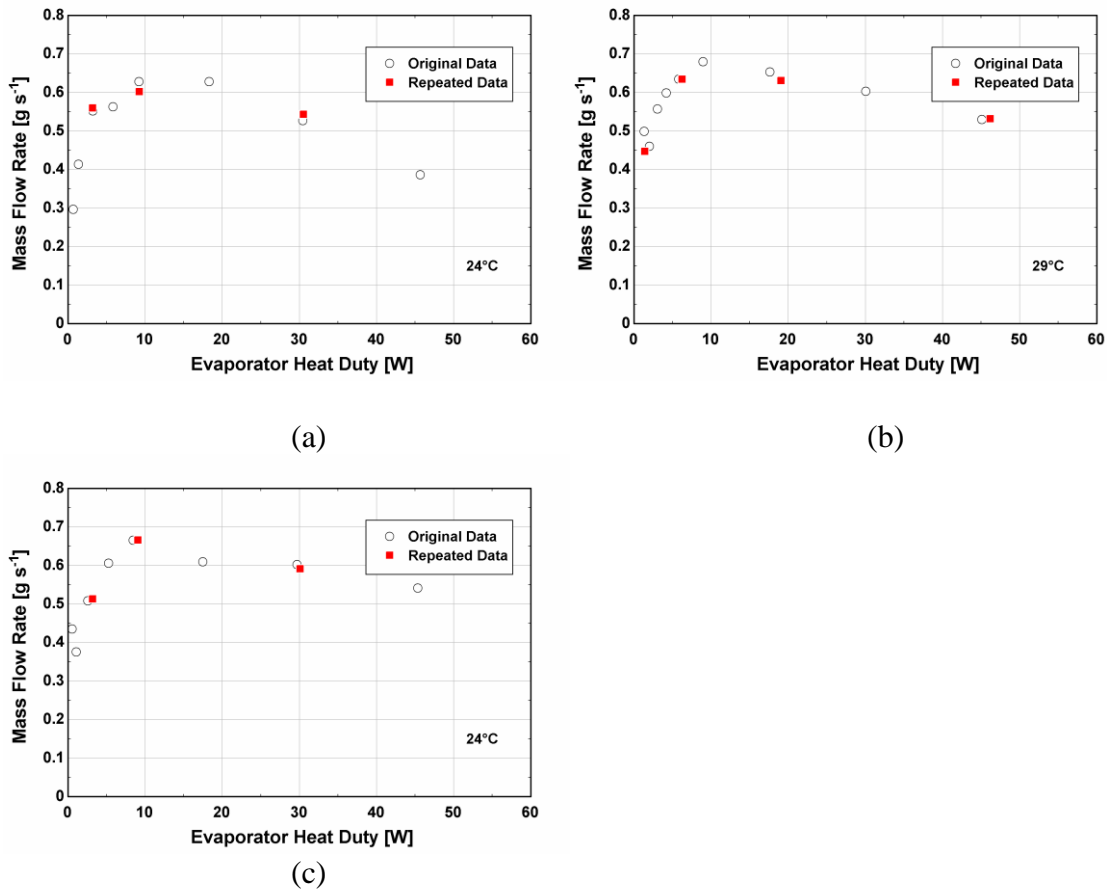 0.8
0.7
0.6
0.5
0.4
0.3
0.2
0.1
0
Mass Flow Rate [g s-1]
Original Data
Repeated Data
24°C
0 10 20 30 40 50 60
Evaporator Heat Duty [W]
(a)
0.8
0.7
0.6
0.5
0.4
0.3
0.2
0.1
0
Mass Flow Rate [g s-1]
Original Data
Repeated Data
29°C
0 10 20 30 40 50 60
Evaporator Heat Duty [W]
(b)
0.8
0.7
0.6
0.5
0.4
0.3
0.2
0.1
0
Mass Flow Rate [g s-1]
Original Data
Repeated Data
24°C
0 10 20 30 40 50 60
Evaporator Heat Duty [W]
(c)